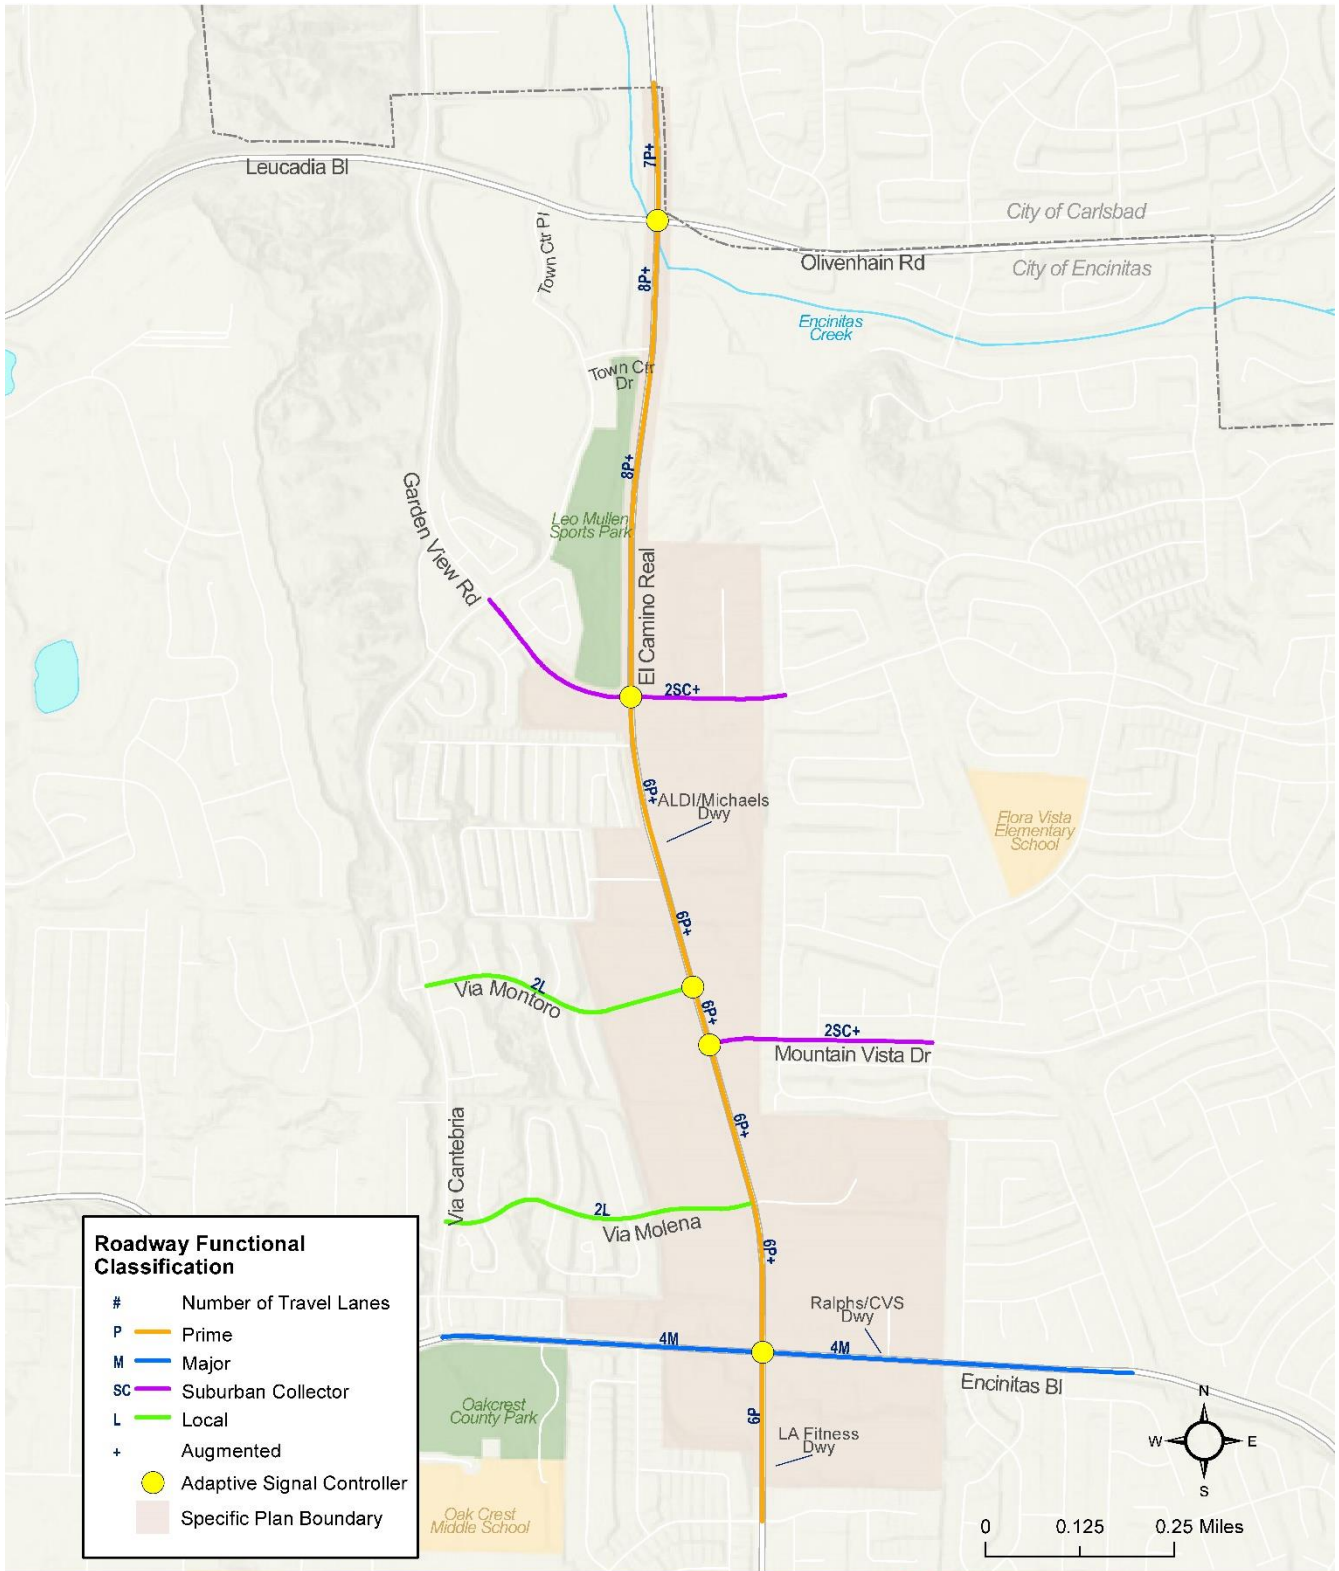 7P+
Leucadia Bl
City of Carlsbad
Town Ctr Pl
Olivenhain Rd
City of Encinitas
8P+
Encinitas
Creek
Town Ctr
Dr
8P+
Garden View Rd
Leo Mullen
Sports Park
El Camino Real
2SC+
6P+
ALDI/Michaels
Dwy
Flora Vista
Elementary
School
6P+
2L
Via Montoro
6P+
2SC+
Mountain Vista Dr
6P+
Via Cantebria
2L
Via Molena
6P+
Ralphs/CVS
Dwy
4M
4M
Encinitas Bl
Oakcrest
County Park
6P
LA Fitness
Dwy
Oak Crest
Middle School
Roadway Functional
Classification
# Number of Travel Lanes
P Prime
M Major
SC Suburban Collector
L Local
+ Augmented
Adaptive Signal Controller
Specific Plan Boundary
N
W E
S
0 0.125 0.25 Miles